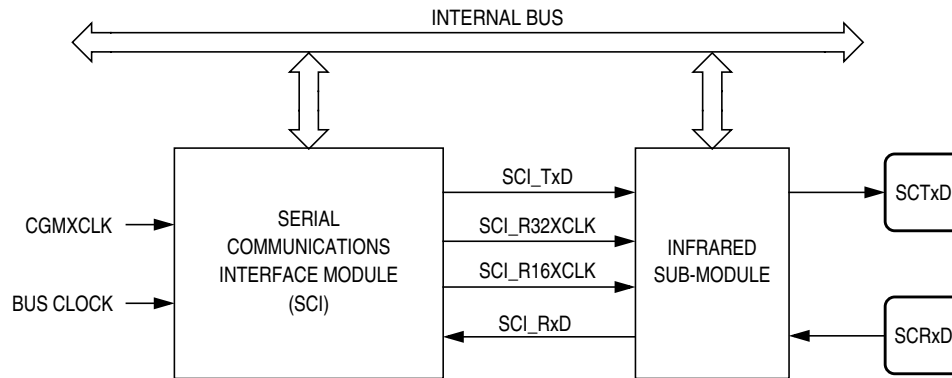 INTERNAL BUS
CGMXCLK
BUS CLOCK
SERIAL
COMMUNICATIONS
INTERFACE MODULE
(SCI)
SCI_TxD
SCI_R32XCLK
SCI_R16XCLK
SCI_RxD
INFRARED
SUB-MODULE
SCTxD
SCRxD